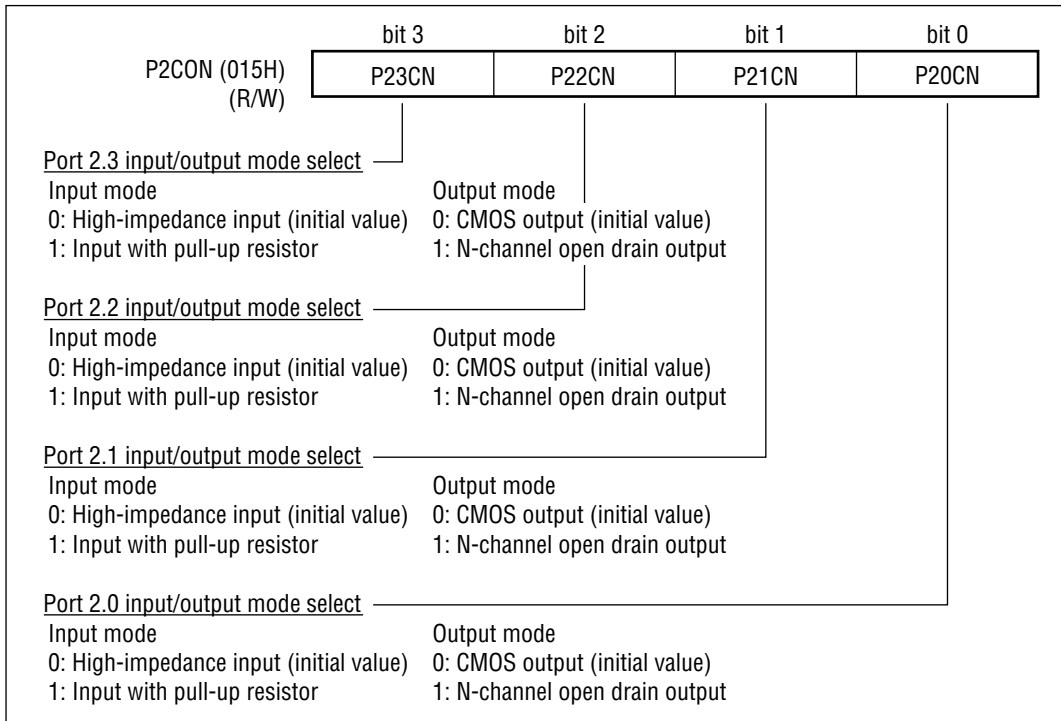 bit 3 bit 2 bit 1 bit 0
P2CON (015H) P23CN P22CN P21CN P20CN
(R/W)
Port 2.3 input/output mode select
Input mode Output mode
0: High-impedance input (initial value) 0: CMOS output (initial value)
1: Input with pull-up resistor 1: N-channel open drain output
Port 2.2 input/output mode select
Input mode Output mode
0: High-impedance input (initial value) 0: CMOS output (initial value)
1: Input with pull-up resistor 1: N-channel open drain output
Port 2.1 input/output mode select
Input mode Output mode
0: High-impedance input (initial value) 0: CMOS output (initial value)
1: Input with pull-up resistor 1: N-channel open drain output
Port 2.0 input/output mode select
Input mode Output mode
0: High-impedance input (initial value) 0: CMOS output (initial value)
1: Input with pull-up resistor 1: N-channel open drain output